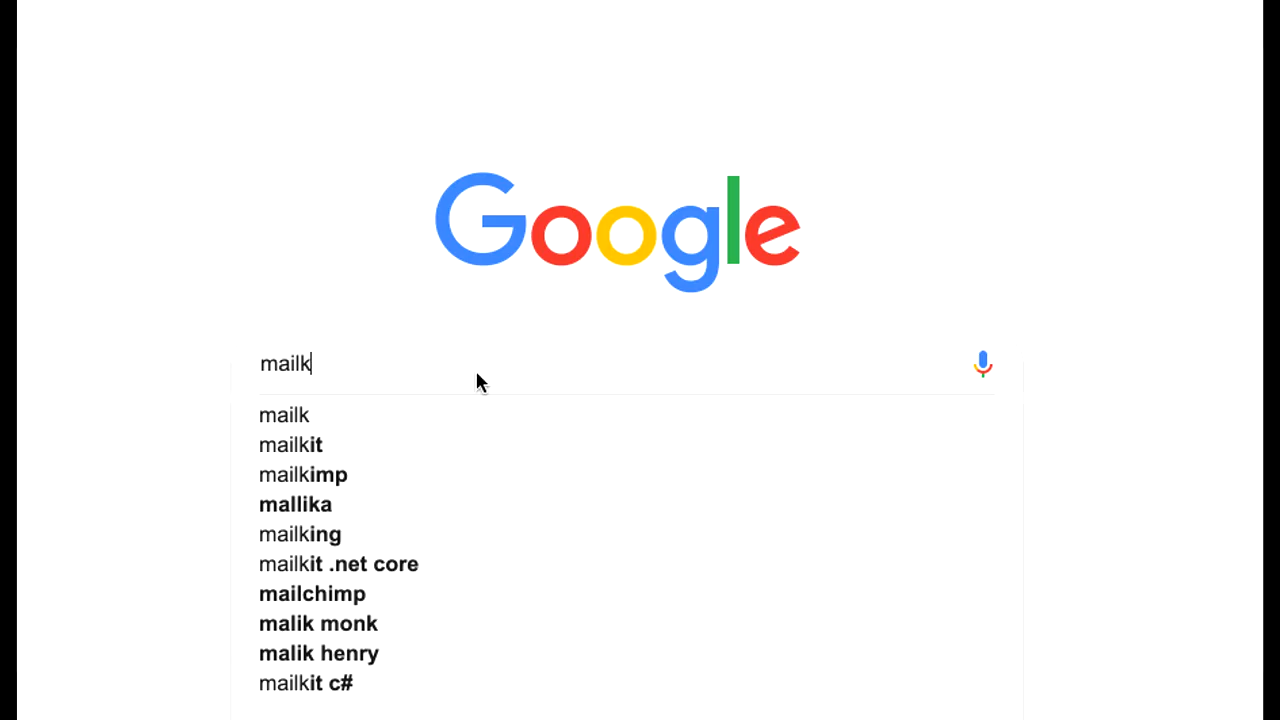 Google
mailk
mailk
mailkit
mailkimp
mallika
mailking
mailkit .net core
mailchimp
malik monk
malik henry
mailkit c#